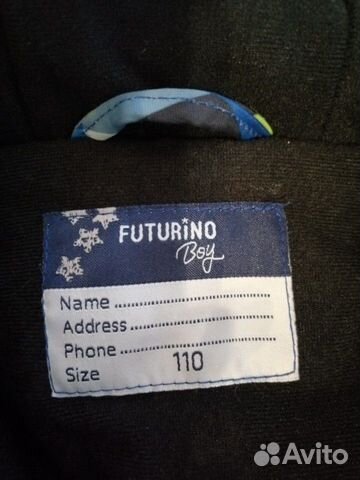 FUTURiNO
Boy
Name
Address
Phone
Size 110
Avito